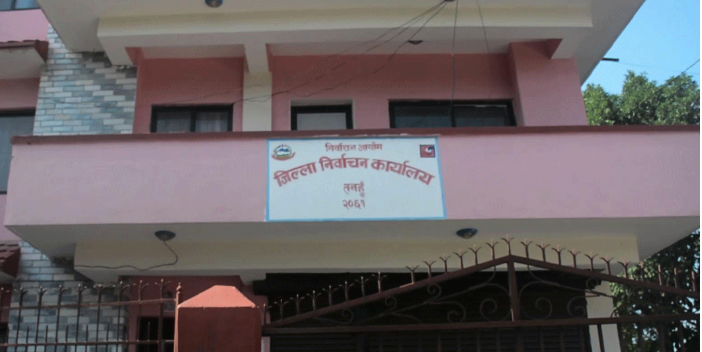 निर्वाचन आयोग
जिल्ला निर्वाचन कार्यालय
तनहुँ
२०६१